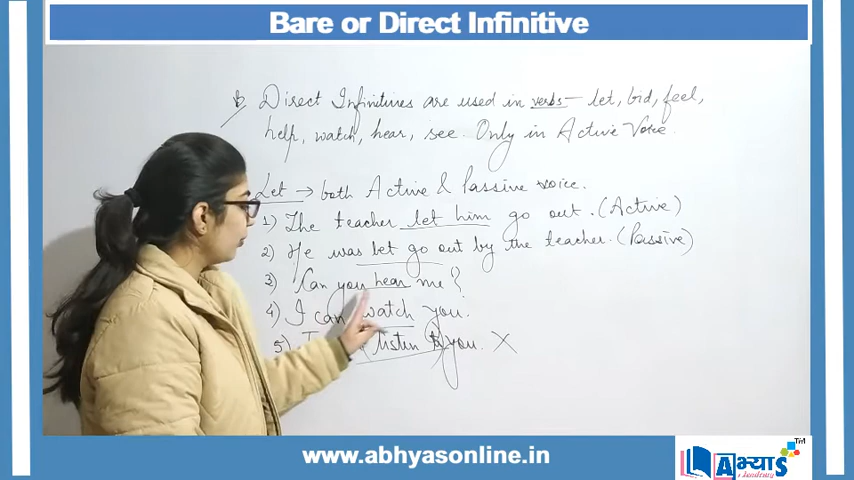 Bare or Direct Infinitive
b Direct Infinitives are used in verbs - let, bid, feel,
help, watch, hear, see. Only in Active Voice.
Let → both Active & Passive voice.
1) The teacher let him go out. (Active)
2) He was let go out by the teacher. (Passive)
3) Can you hear me?
4) I can watch you.
5) I listen to you. X
www.abhyasonline.in
अभ्यास
TM